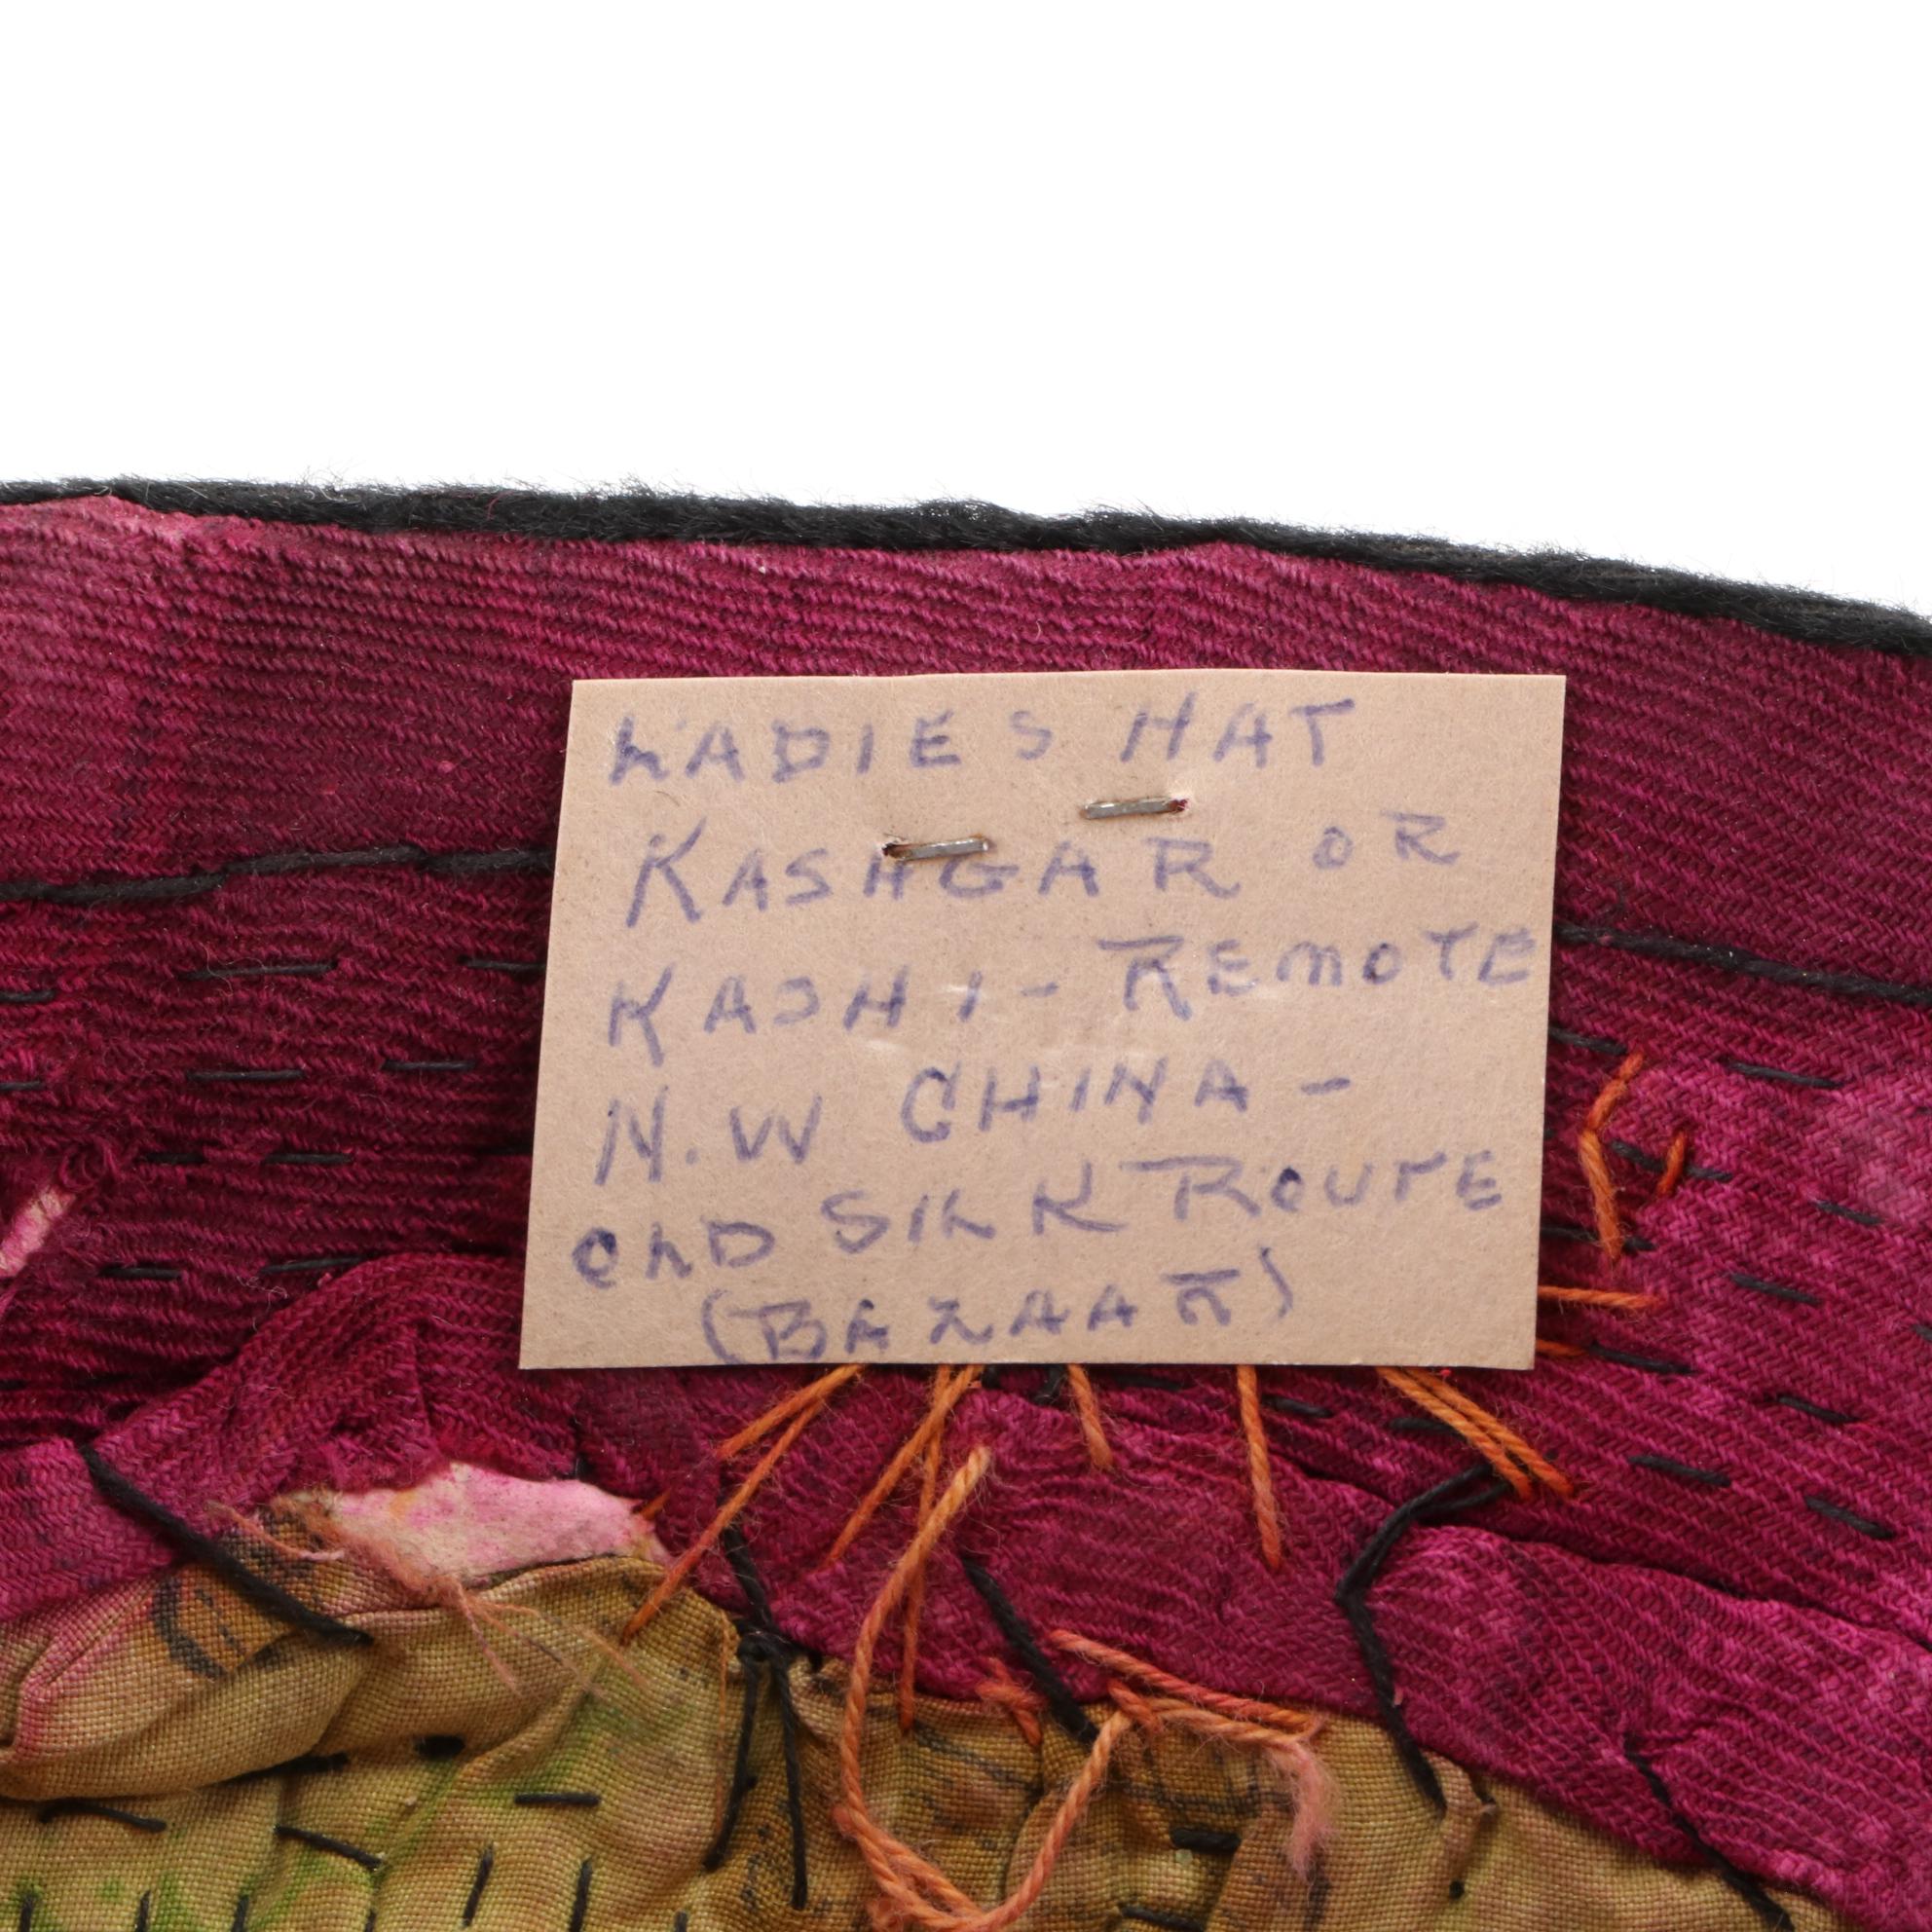 LADIES HAT
KASHGAR OR
KASHI - REMOTE
N.W CHINA -
OLD SILK ROUTE
(BAZAAR)